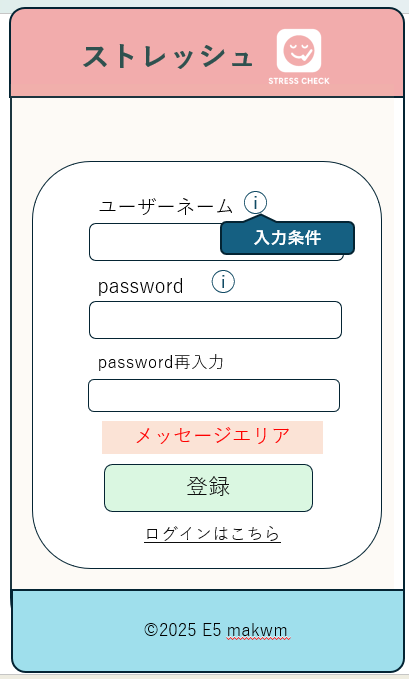 ストレッシュ
STRESS CHECK
ユーザーネーム i
入力条件
password i
password再入力
メッセージエリア
登録
ログインはこちら
©2025 E5 makwm